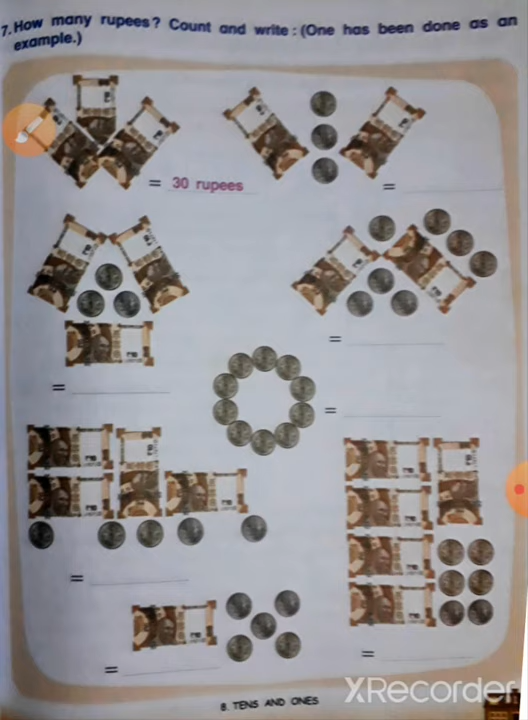 7. How many rupees? Count and write : (One has been done as an
example.)
= 30 rupees
=
=
=
=
=
=
=
8. TENS AND ONES
XRecorder